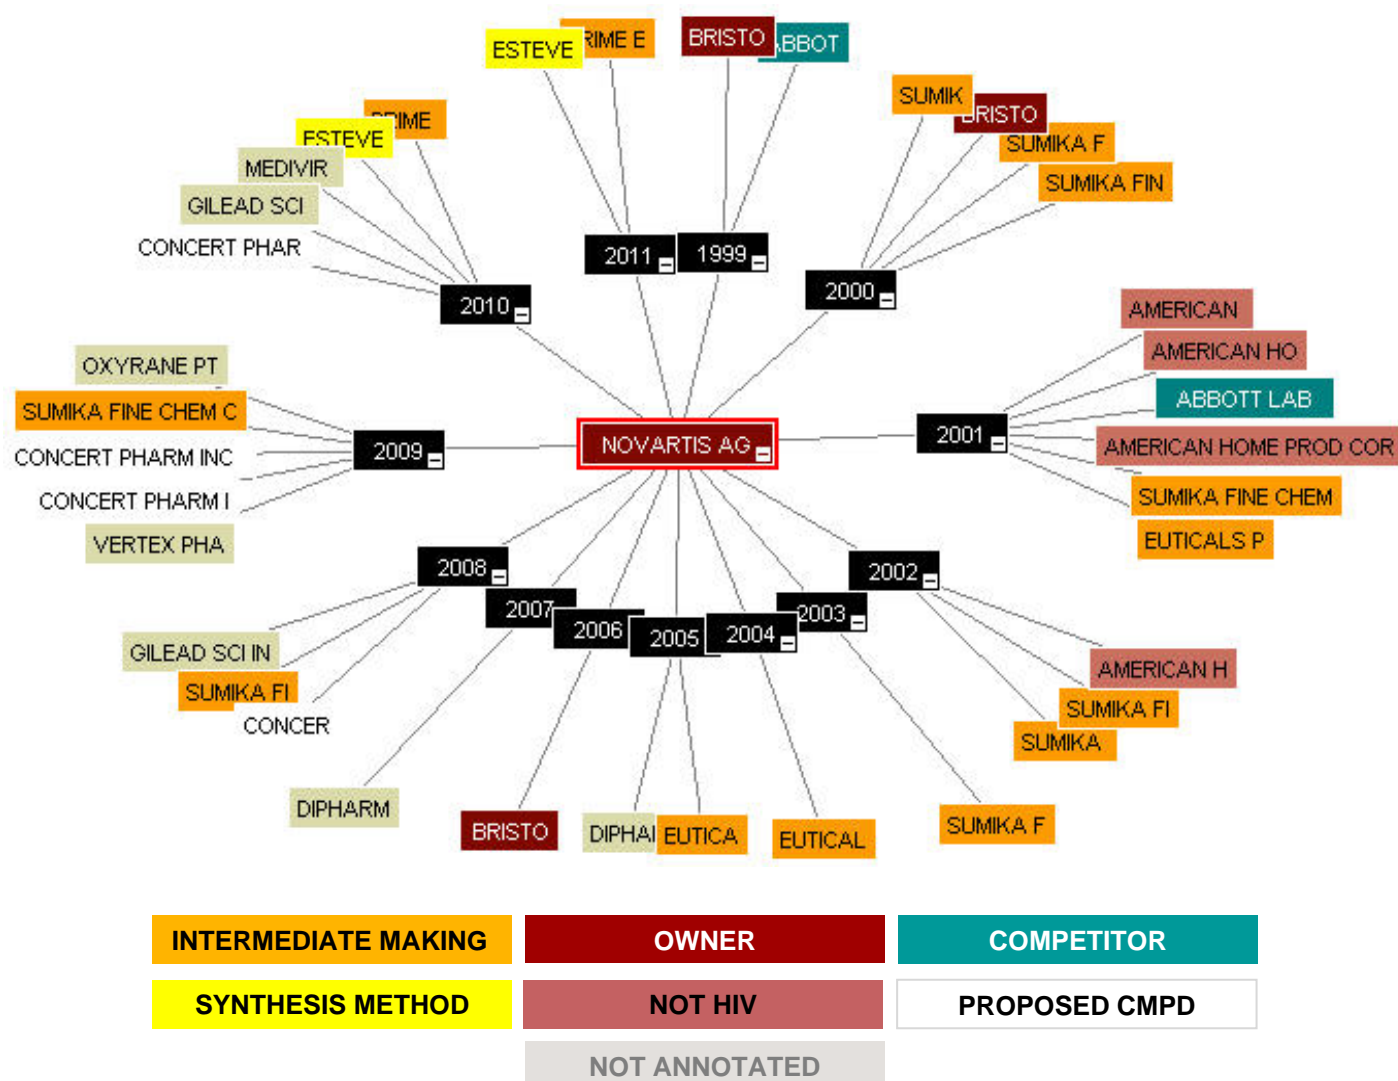 ESTEVE
RIME E
BRISTO
ABBOT
SUMIK
BRISTO
SUMIKA F
SUMIKA FIN
PRIME
ESTEVE
MEDIVIR
GILEAD SCI
CONCERT PHAR
2011
1999
2010
2000
AMERICAN
AMERICAN HO
ABBOTT LAB
AMERICAN HOME PROD COR
SUMIKA FINE CHEM
EUTICALS P
OXYRANE PT
SUMIKA FINE CHEM C
CONCERT PHARM INC
CONCERT PHARM I
VERTEX PHA
2009
NOVARTIS AG
2001
2008
2007
2006
2005
2004
2003
2002
GILEAD SCI IN
SUMIKA FI
CONCER
AMERICAN H
SUMIKA FI
SUMIKA
DIPHARM
BRISTO
DIPHAI
EUTICA
EUTICAL
SUMIKA F
INTERMEDIATE MAKING
OWNER
COMPETITOR
SYNTHESIS METHOD
NOT HIV
PROPOSED CMPD
NOT ANNOTATED